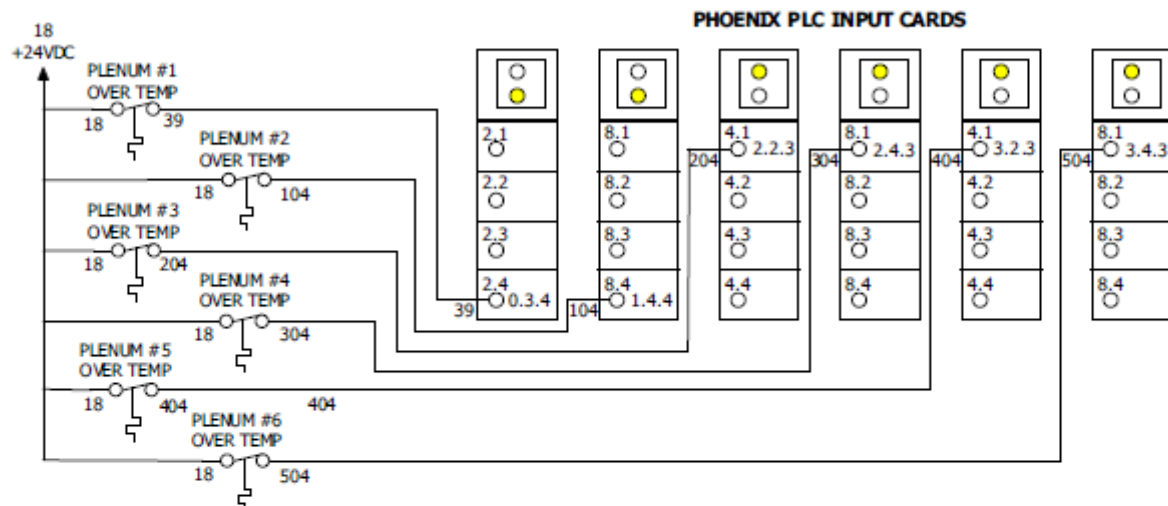 PHOENIX PLC INPUT CARDS
18
+24VDC
PLENUM #1
OVER TEMP
18 39
PLENUM #2
OVER TEMP
18 104
PLENUM #3
OVER TEMP
18 204
PLENUM #4
OVER TEMP
18 304
PLENUM #5
OVER TEMP
18 404 404
PLENUM #6
OVER TEMP
18 504
2.1
2.2
2.3
2.4
39 0.3.4
8.1
8.2
8.3
8.4
104 1.4.4
4.1
204 2.2.3
4.2
4.3
4.4
8.1
304 2.4.3
8.2
8.3
8.4
4.1
404 3.2.3
4.2
4.3
4.4
8.1
504 3.4.3
8.2
8.3
8.4